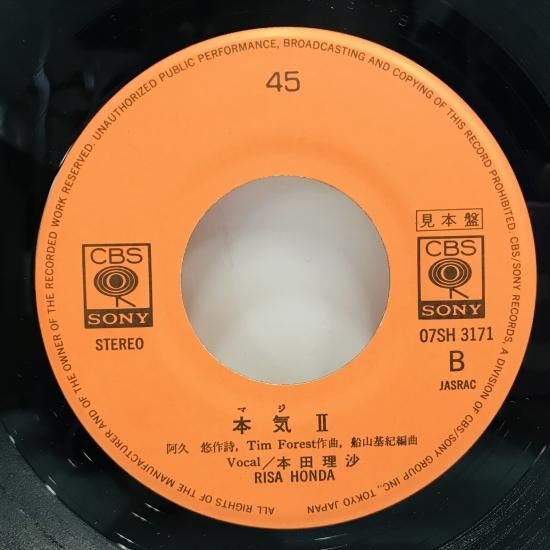 ALL RIGHTS OF THE MANUFACTURER AND OF THE OWNER OF THE RECORDED WORK RESERVED. UNAUTHORIZED PUBLIC PERFORMANCE, BROADCASTING AND COPYING OF THIS RECORD PROHIBITED. CBS/SONY RECORDS, A DIVISION OF CBS/SONY GROUP INC., TOKYO JAPAN
45
見本盤
CBS
SONY
STEREO
CBS
SONY
07SH 3171
B
JASRAC
マジ
本気 II
阿久 悠作詩, Tim Forest作曲, 船山基紀編曲
Vocal/本田理沙
RISA HONDA